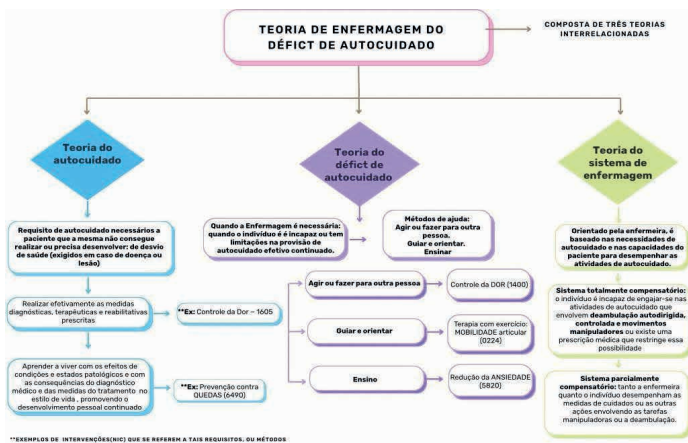 TEORIA DE ENFERMAGEM DO
DÉFICT DE AUTOCUIDADO
COMPOSTA DE TRÊS TEORIAS
INTERRELACIONADAS
Teoria do
autocuidado
Requisito de autocuidado necessários a
paciente que a mesma não consegue
realizar ou precisa desenvolver: de desvio
de saúde (exigidos em caso de doença ou
lesão)
Realizar efetivamente as medidas
diagnósticas, terapêuticas e reabilitativas
prescritas
**Ex: Controle da Dor – 1605
Aprender a viver com os efeitos de
condições e estados patológicos e com
as consequências do diagnóstico
médico e das medidas do tratamento no
estilo de vida , promovendo o
desenvolvimento pessoal continuado
**Ex: Prevenção contra
QUEDAS (6490)
Teoria do
défict de
autocuidado
Quando a Enfermagem é necessária:
quando o indivíduo é é incapaz ou tem
limitações na provisão de
autocuidado efetivo continuado.
Métodos de ajuda:
Agir ou fazer para outra
pessoa.
Guiar e orientar.
Ensinar
Agir ou fazer para outra pessoa
Controle da DOR (1400)
Guiar e orientar
Terapia com exercício:
MOBILIDADE articular
(0224)
Ensino
Redução da ANSIEDADE
(5820)
Teoria do
sistema de
enfermagem
Orientado pela enfermeira, é
baseado nas necesidades de
autocuidado e nas capacidades do
paciente para desempenhar as
atividades de autocuidado.
Sistema totalmente compensatório:
o indivíduo é incapaz de engajar-se nas
atividades de autocuidado que
envolvem deambulação autodirigida,
controlada e movimentos
manipuladores ou existe uma
prescrição médica que restringe essa
possibilidade
Sistema parcialmente
compensatório: tanto a enfermeira
quanto o indivíduo desempenham as
medidas de cuidados ou as outras
ações envolvendo as tarefas
manipuladoras ou a deambulação.
**EXEMPLOS DE INTERVENÇÕES(NIC) QUE SE REFEREM A TAIS REQUISITOS, OU MÉTODOS